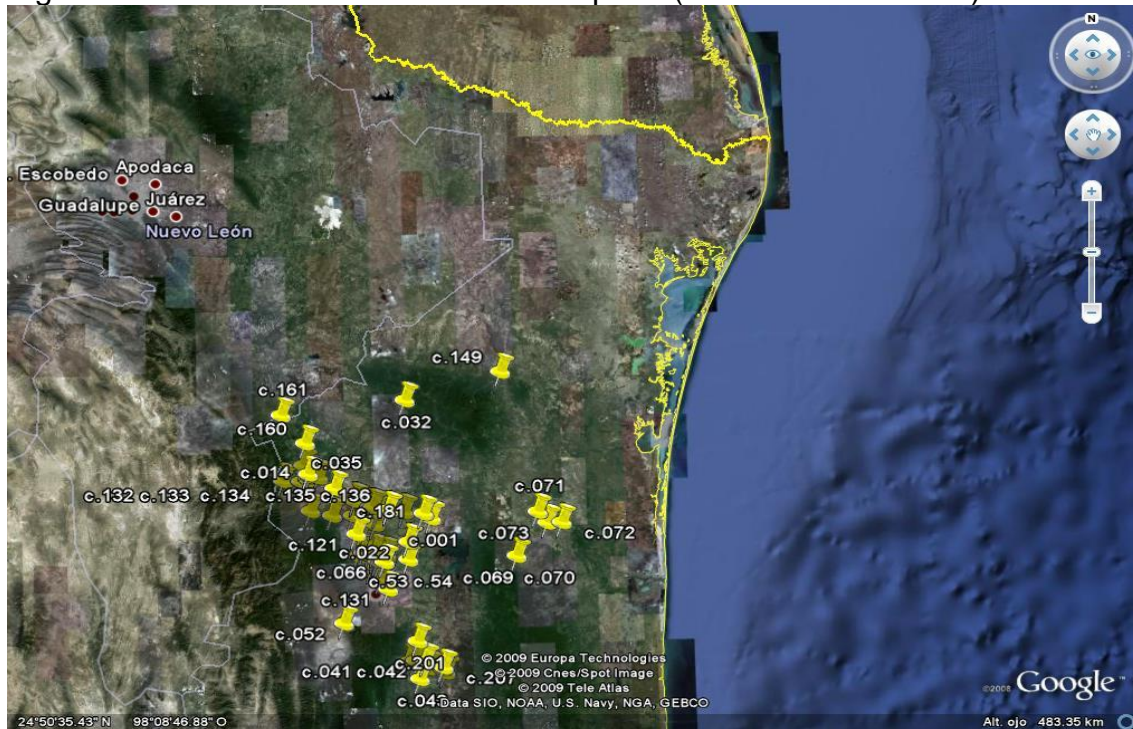 N
. Escobedo Apodaca
Guadalupe Juárez
Nuevo León
c.149
c.161
c.032
c.160
c.035
c.014
c.071
c.132 c.133 c.134 c.135 c.136
c.181
c.073 c.072
c.121 c.001
c.022
c.066 c.53 c.54 c.069 c.070
c.131
c.052
c.041 c.042 c.201
c.207
© 2009 Europa Technologies
© 2009 Cnes/Spot Image
© 2009 Tele Atlas
Data SIO, NOAA, U.S. Navy, NGA, GEBCO
©2008 Google™
24°50'35.43" N 98°08'46.88" O Alt. ojo 483.35 km